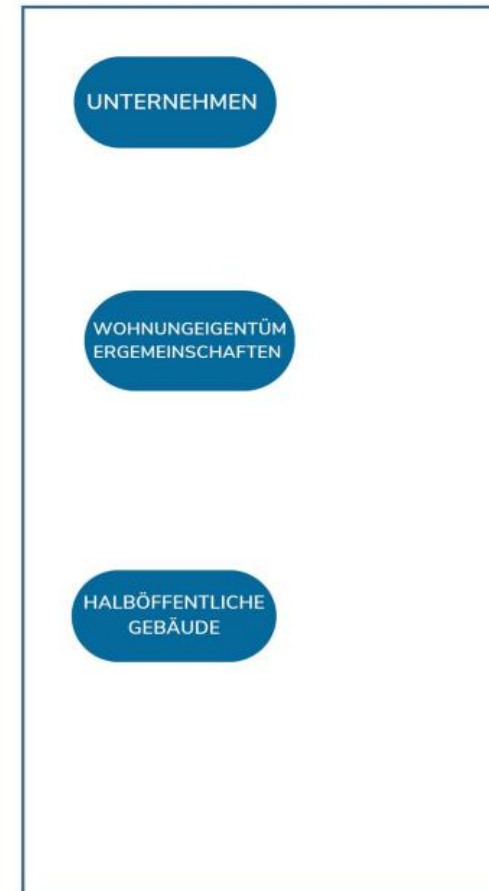 UNTERNEHMEN
WOHNUNGEIGENTÜM
ERGEMEINSCHAFTEN
HALBÖFFENTLICHE
GEBÄUDE